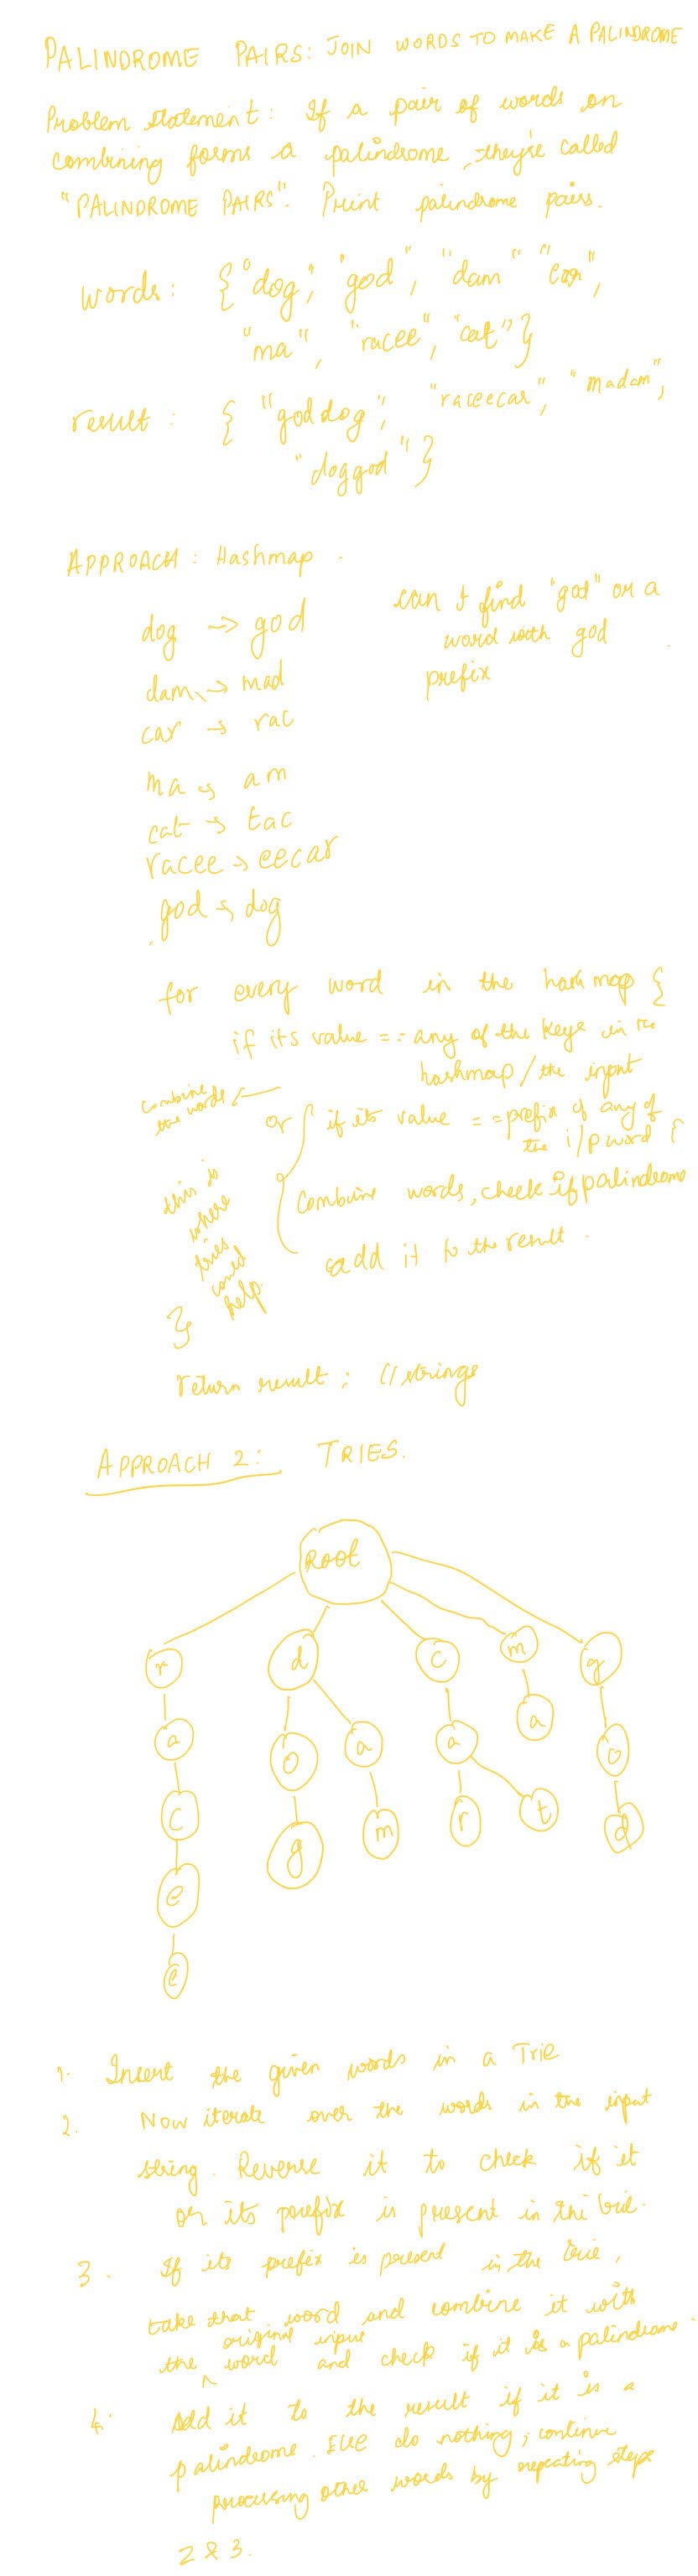 PALINDROME PAIRS: JOIN WORDS TO MAKE A PALINDROME
Problem statement: If a pair of words on
combining forms a palindrome, they're called
"PALINDROME PAIRS". Print palindrome pairs.
words: {"dog", "god", "dam" "car",
"ma", "racee", "cat"}
result: {"goddog", "raceecar", "madam",
"doggod"}
APPROACH: Hashmap.
dog -> god
can I find "god" or a
word with god
prefix
dam -> mad
car -> rac
ma -> am
cat -> tac
racee -> eecar
god -> dog
for every word in the hash map {
if its value == any of the keys in the
hashmap / the input
combine
the words
or if its value == prefix of any of
the i/p word {
Combine words, check if palindrome
add it to the result.
this is
where
tries
could
help.
}
return result; // strings
APPROACH 2: TRIES.
Root
r d c m g
a o a a a o
c g m r t d
e
e
1. Insert the given words in a Trie
2. Now iterate over the words in the input
string. Reverse it to check if it
or its prefix is present in the trie.
3. If its prefix is present in the trie,
take that word and combine it with
the original input word and check if it is a palindrome.
4. Add it to the result if it is a
palindrome. Else do nothing, continue
processing other words by repeating steps
2 & 3.